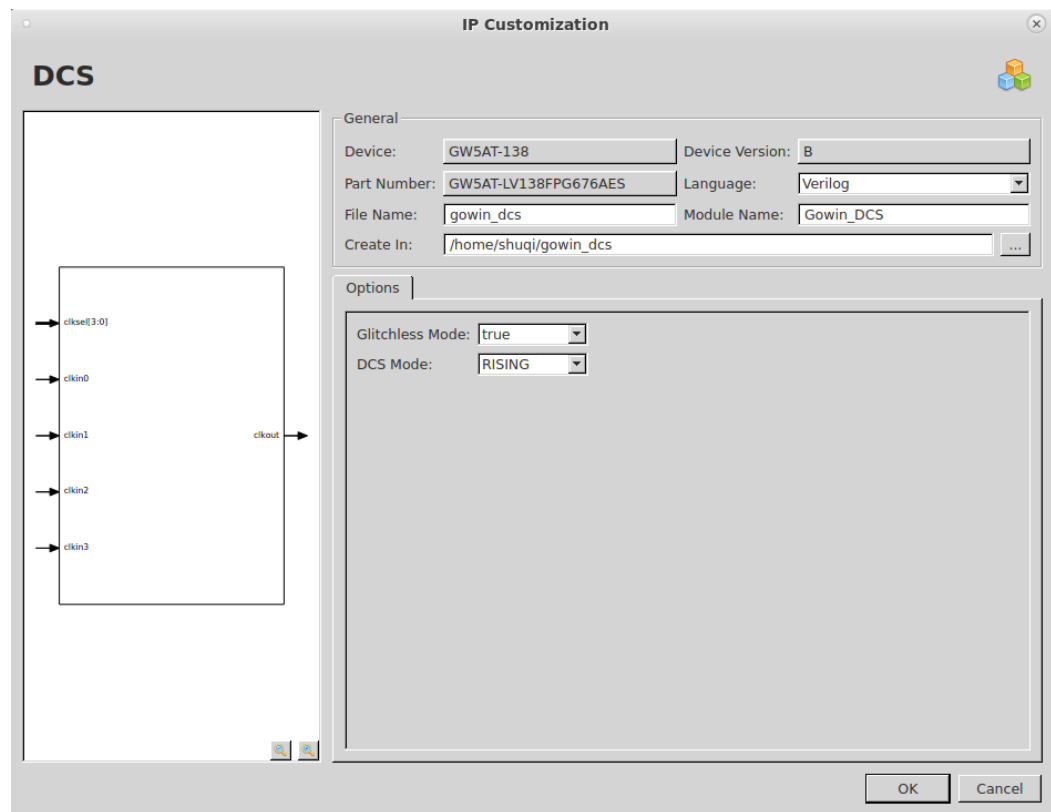 IP Customization
DCS
General
Device: GW5AT-138 Device Version: B
Part Number: GW5AT-LV138FPG676AES Language: Verilog
File Name: gowin_dcs Module Name: Gowin_DCS
Create In: /home/shuqi/gowin_dcs ...
Options
Glitchless Mode: true
DCS Mode: RISING
clksel[3:0]
clkin0
clkin1 clkout
clkin2
clkin3
OK Cancel